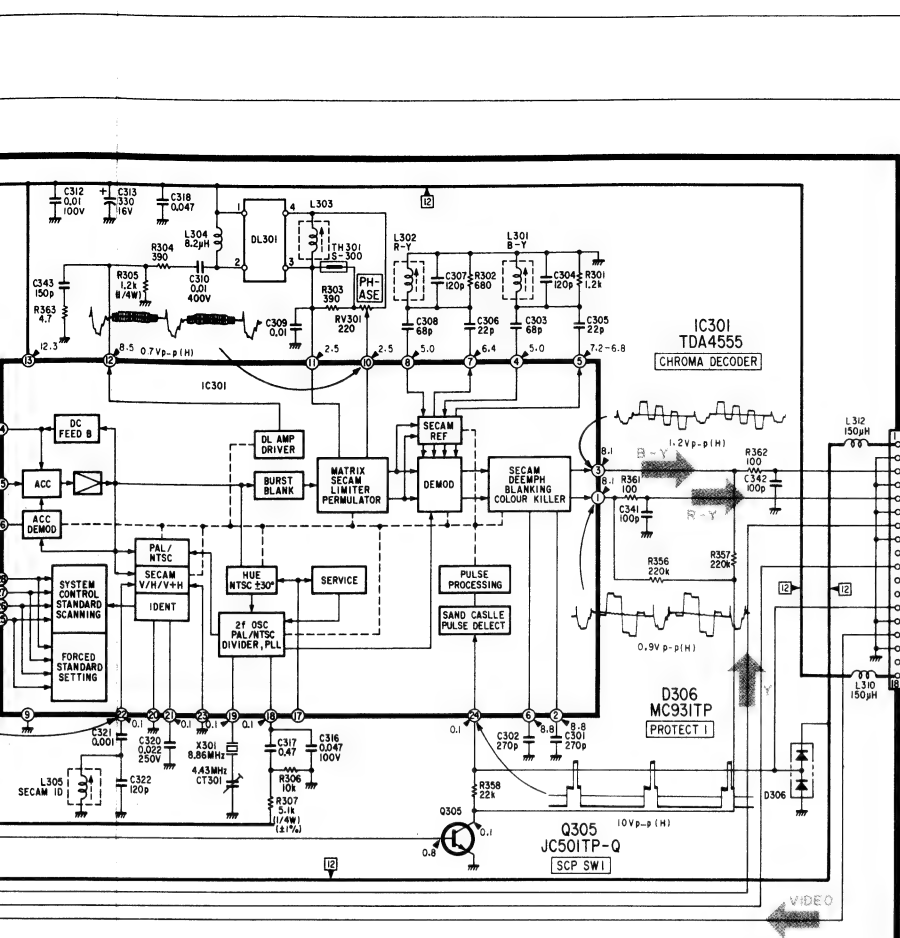 C312
0.01
100V
+
C313
330
16V
C318
0.047
12
L304
8.2µH
1
4
2
3
DL301
L303
TH301
S-300
L302
R-Y
L301
B-Y
R304
390
R305
1.2k
(1/4W)
C310
0.01
400V
C343
150p
R363
4.7
R303
390
PH-
ASE
RV301
220
C309
0.01
C307
120p
R302
680
C304
120p
R301
1.2k
C308
68p
C306
22p
C303
68p
C305
22p
13
12.3
12
8.5
0.7Vp-p(H)
11
2.5
10
2.5
8
5.0
7
6.4
4
5.0
5
7.2-6.8
IC301
TDA4555
CHROMA DECODER
IC301
DC
FEED B
DL AMP
DRIVER
SECAM
REF
ACC
BURST
BLANK
MATRIX
SECAM
LIMITER
PERMULATOR
DEMOD
SECAM
DEEMPH
BLANKING
COLOUR KILLER
ACC
DEMOD
PAL/
NTSC
SECAM
V/H/V+H
IDENT
HUE
NTSC ±30°
SERVICE
PULSE
PROCESSING
SAND CASLLE
PULSE DELECT
2f OSC
PAL/NTSC
DIVIDER, PLL
SYSTEM
CONTROL
STANDARD
SCANNING
FORCED
STANDARD
SETTING
3
8.1
1
8.1
1.2Vp-p(H)
B-Y
R-Y
R361
100
C341
100p
R362
100
C342
100p
R356
220k
R357
220k
0.9Vp-p(H)
L312
150µH
1
12
12
L310
150µH
18
Y
D306
MC931TP
PROTECT I
9
22
0.1
20
21
0.1
23
0.1
19
0.1
18
17
24
0.1
6
8.8
2
8.8
C321
0.001
C320
0.022
250V
X301
8.86MHz
4.43MHz
CT301
C317
0.47
C316
0.047
100V
R306
10k
R307
5.1k
(1/4W)
(±1%)
L305
SECAM ID
C322
120p
C302
270p
C301
270p
R358
22k
Q305
0.1
0.8
10Vp-p(H)
D306
Q305
JC501TP-Q
SCP SW1
12
VIDEO